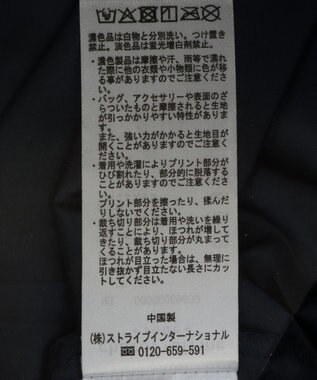 濃色品は白物と分別洗い。つけ置き
禁止。淡色品は蛍光増白剤禁止。
・濃色製品は摩擦や汗、雨等で濡れ
た際に他の衣類や小物類に色が移
る事がありますのでご注意ください。
・バッグ、アクセサリーや表面のざ
らついたものと摩擦されると生地
が引っかかりやすい特性がありま
す。
また、強い力がかかると生地目が
開くことがありますのでご注意く
ださい。
・着用や洗濯によりプリント部分が
ひび割れたり、部分的に脱落する
ことがありますのでご注意くださ
い。
プリント部分を擦ったり、揉んだ
りしないでください。
・裁ち切り部分は着用や洗いを繰り
返すことにより、ほつれが増して
きたり、裁ち切り部分が丸まって
くることがあります。
ほつれが目立った場合は、無理に
引き抜かず目立たない長さにカッ
トしてください。
中国製
(株)ストライプインターナショナル
0120-659-591